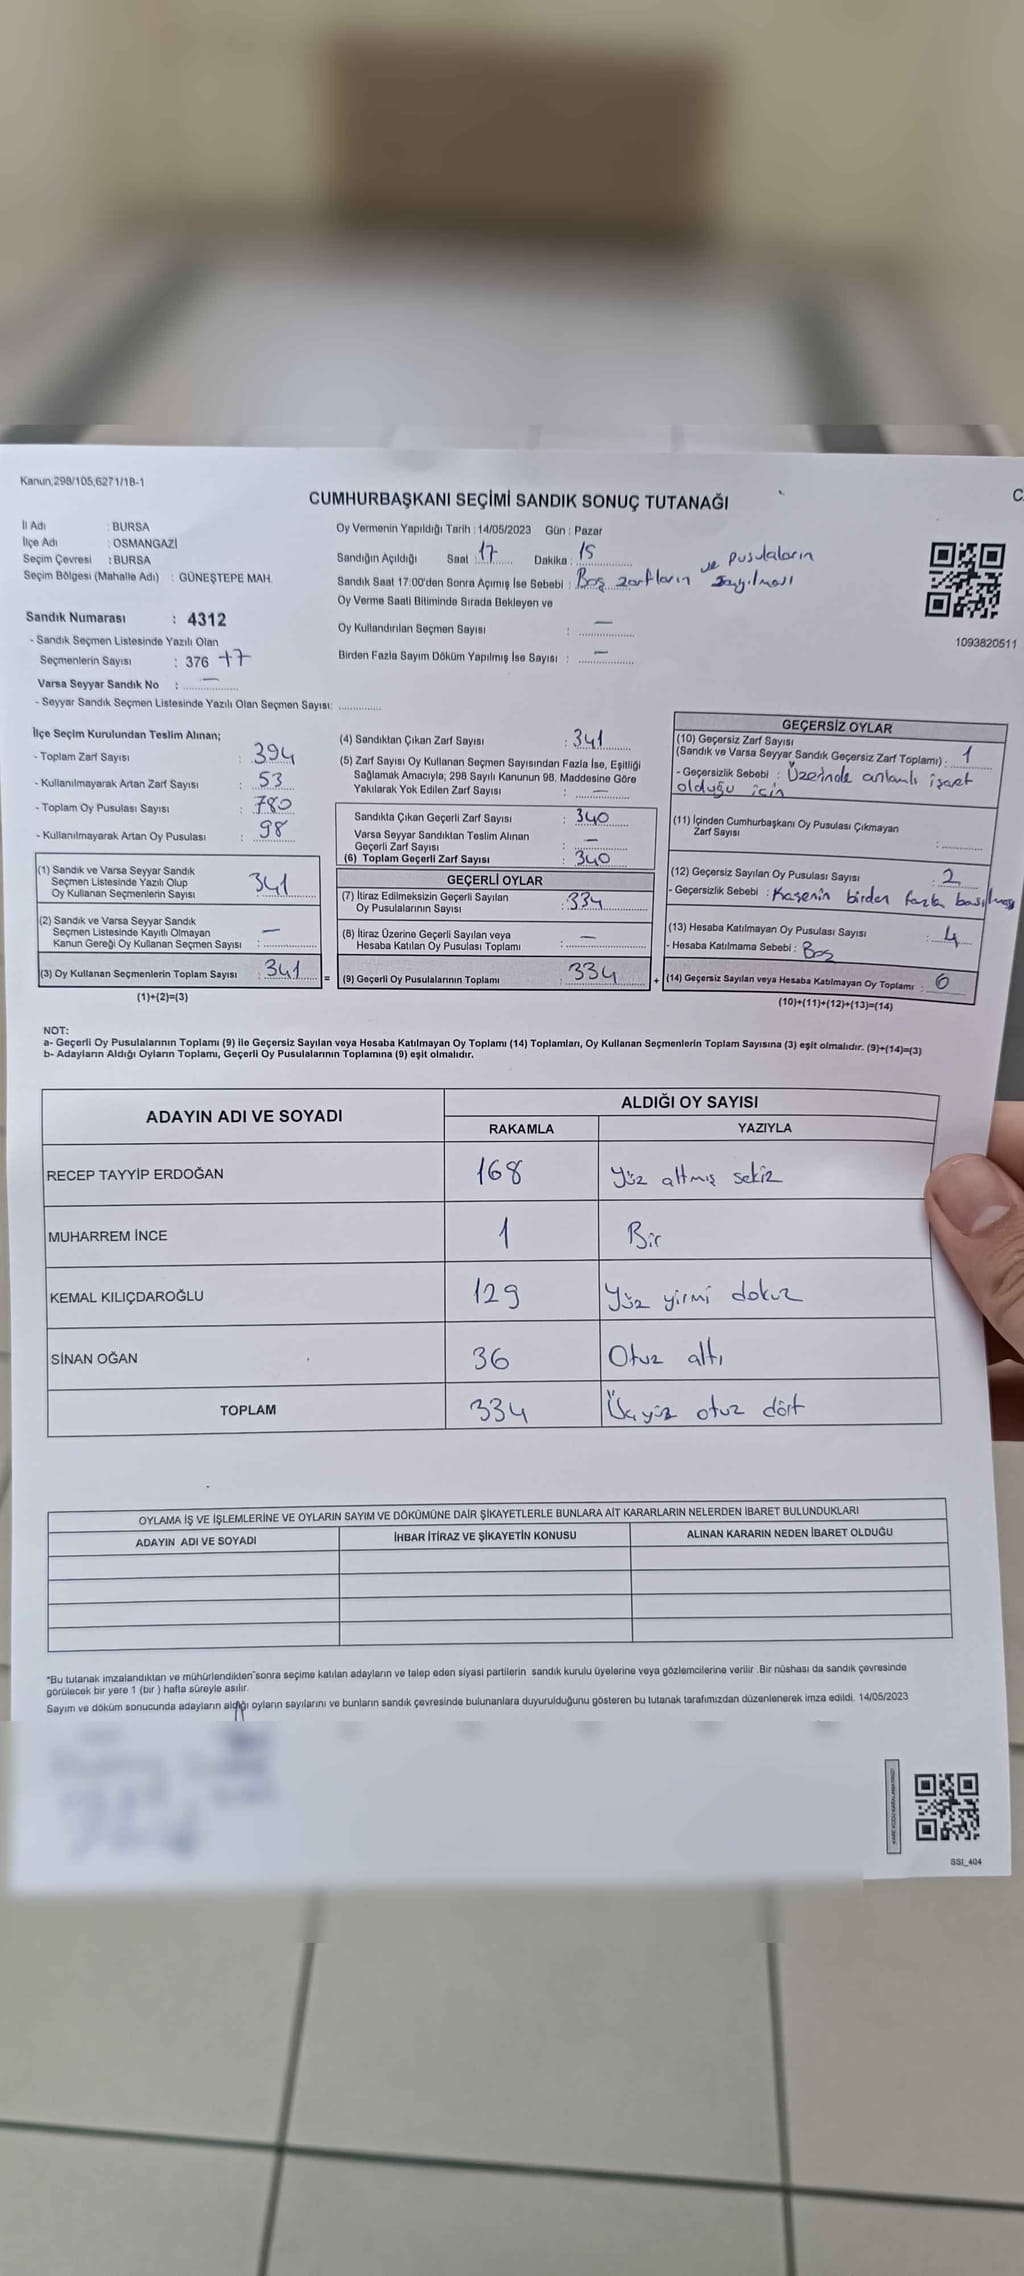 Kanun,298/105,6271/18-1
CUMHURBAŞKANI SEÇİMİ SANDIK SONUÇ TUTANAĞI
İl Adı : BURSA
İlçe Adı : OSMANGAZİ
Seçim Çevresi : BURSA
Seçim Bölgesi (Mahalle Adı) : GÜNEŞTEPE MAH.
Oy Vermenin Yapıldığı Tarih : 14/05/2023 Gün : Pazar
Sandığın Açıldığı Saat 17 Dakika : 15
Sandık Saat 17:00'den Sonra Açımış İse Sebebi : Boş zarfların ve pusulaların sayılması
Oy Verme Saati Bitiminde Sırada Bekleyen ve
Oy Kullandırılan Seçmen Sayısı : —
Birden Fazla Sayım Döküm Yapılmış İse Sayısı : —
1093820511
Sandık Numarası : 4312
- Sandık Seçmen Listesinde Yazılı Olan
Seçmenlerin Sayısı : 376 +7
Varsa Seyyar Sandık No : —
- Seyyar Sandık Seçmen Listesinde Yazılı Olan Seçmen Sayısı:
İlçe Seçim Kurulundan Teslim Alınan;
- Toplam Zarf Sayısı : 394
- Kullanılmayarak Artan Zarf Sayısı : 53
- Toplam Oy Pusulası Sayısı : 780
- Kullanılmayarak Artan Oy Pusulası : 98
(1) Sandık ve Varsa Seyyar Sandık
Seçmen Listesinde Yazılı Olup
Oy Kullanan Seçmenlerin Sayısı 341
(2) Sandık ve Varsa Seyyar Sandık
Seçmen Listesinde Kayıtlı Olmayan
Kanun Gereği Oy Kullanan Seçmen Sayısı : —
(3) Oy Kullanan Seçmenlerin Toplam Sayısı : 341
(1)+(2)=(3)
=
(4) Sandıktan Çıkan Zarf Sayısı : 341
(5) Zarf Sayısı Oy Kullanan Seçmen Sayısından Fazla İse, Eşitliği
Sağlamak Amacıyla; 298 Sayılı Kanunun 98. Maddesine Göre
Yakılarak Yok Edilen Zarf Sayısı : —
Sandıkta Çıkan Geçerli Zarf Sayısı : 340
Varsa Seyyar Sandıktan Teslim Alınan
Geçerli Zarf Sayısı : —
(6) Toplam Geçerli Zarf Sayısı : 340
GEÇERLİ OYLAR
(7) İtiraz Edilmeksizin Geçerli Sayılan
Oy Pusulalarının Sayısı : 334
(8) İtiraz Üzerine Geçerli Sayılan veya
Hesaba Katılan Oy Pusulası Toplamı : —
(9) Geçerli Oy Pusulalarının Toplamı : 334
+
GEÇERSİZ OYLAR
(10) Geçersiz Zarf Sayısı
(Sandık ve Varsa Seyyar Sandık Geçersiz Zarf Toplamı) : 1
- Geçersizlik Sebebi : Üzerinde anlamlı işaret
olduğu için
(11) İçinden Cumhurbaşkanı Oy Pusulası Çıkmayan
Zarf Sayısı :
(12) Geçersiz Sayılan Oy Pusulası Sayısı : 2
- Geçersizlik Sebebi : Kaşenin birden fazla basılması
(13) Hesaba Katılmayan Oy Pusulası Sayısı : 4
- Hesaba Katılmama Sebebi : Boş
(14) Geçersiz Sayılan veya Hesaba Katılmayan Oy Toplamı : 6
(10)+(11)+(12)+(13)=(14)
NOT:
a- Geçerli Oy Pusulalarının Toplamı (9) ile Geçersiz Sayılan veya Hesaba Katılmayan Oy Toplamı (14) Toplamları, Oy Kullanan Seçmenlerin Toplam Sayısına (3) eşit olmalıdır. (9)+(14)=(3)
b- Adayların Aldığı Oyların Toplamı, Geçerli Oy Pusulalarının Toplamına (9) eşit olmalıdır.
ADAYIN ADI VE SOYADI
ALDIĞI OY SAYISI
RAKAMLA YAZIYLA
RECEP TAYYİP ERDOĞAN 168 Yüz altmış sekiz
MUHARREM İNCE 1 Bir
KEMAL KILIÇDAROĞLU 129 Yüz yirmi dokuz
SİNAN OĞAN 36 Otuz altı
TOPLAM 334 Üçyüz otuz dört
OYLAMA İŞ VE İŞLEMLERİNE VE OYLARIN SAYIM VE DÖKÜMÜNE DAİR ŞİKAYETLERLE BUNLARA AİT KARARLARIN NELERDEN İBARET BULUNDUKLARI
ADAYIN ADI VE SOYADI İHBAR İTİRAZ VE ŞİKAYETİN KONUSU ALINAN KARARIN NEDEN İBARET OLDUĞU
*Bu tutanak imzalandıktan ve mühürlendikten sonra seçime katılan adayların ve talep eden siyasi partilerin sandık kurulu üyelerine veya gözlemcilerine verilir .Bir nüshası da sandık çevresinde
görülecek bir yere 1 (bir ) hafta süreyle asılır.
Sayım ve döküm sonucunda adayların aldığı oyların sayılarını ve bunların sandık çevresinde bulunanlara duyurulduğunu gösteren bu tutanak tarafımızdan düzenlenerek imza edildi. 14/05/2023
SSI_404